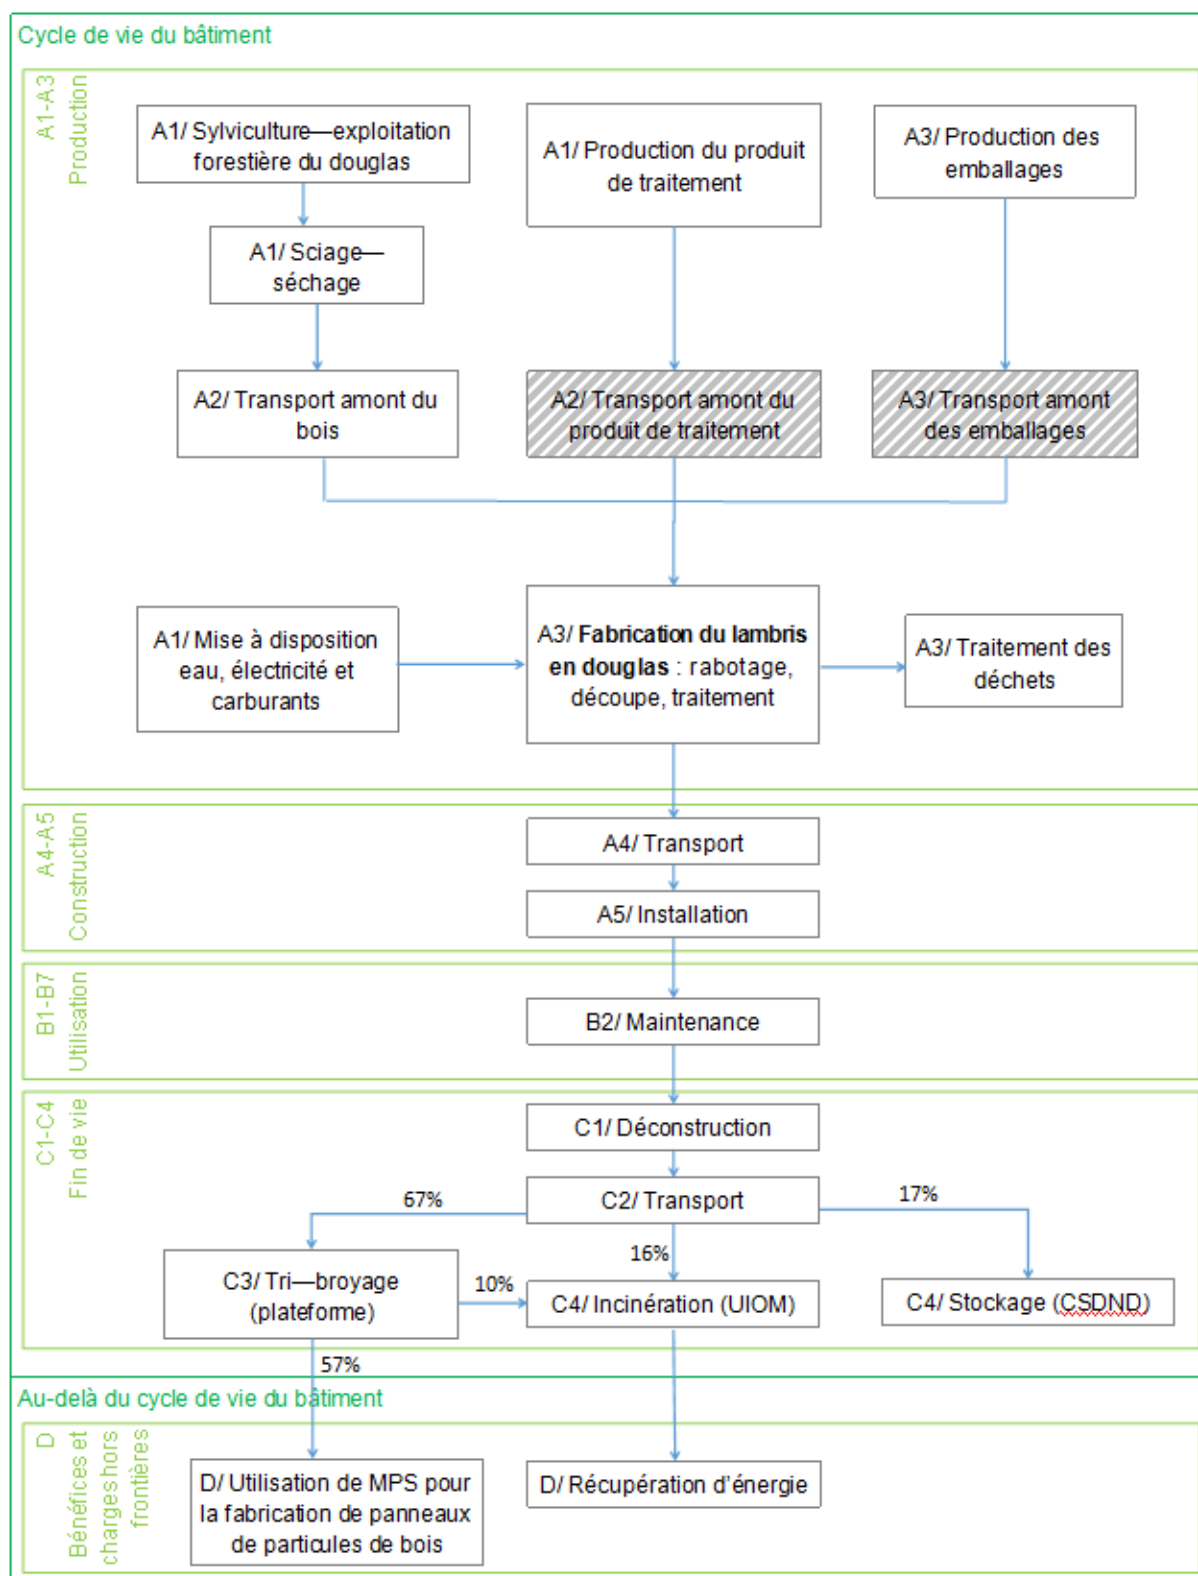 Cycle de vie du bâtiment
A1-A3
Production
A1/ Sylviculture—exploitation
forestière du douglas
A1/ Production du produit
de traitement
A3/ Production des
emballages
A1/ Sciage—
séchage
A2/ Transport amont du
bois
A2/ Transport amont du
produit de traitement
A3/ Transport amont
des emballages
A1/ Mise à disposition
eau, électricité et
carburants
A3/ Fabrication du lambris
en douglas : rabotage,
découpe, traitement
A3/ Traitement des
déchets
A4-A5
Construction
A4/ Transport
A5/ Installation
B1-B7
Utilisation
B2/ Maintenance
C1-C4
Fin de vie
C1/ Déconstruction
C2/ Transport
67%
17%
16%
C3/ Tri—broyage
(plateforme)
10%
C4/ Incinération (UIOM)
C4/ Stockage (CSDND)
57%
Au-delà du cycle de vie du bâtiment
D
Bénéfices et
charges hors
frontières
D/ Utilisation de MPS pour
la fabrication de panneaux
de particules de bois
D/ Récupération d'énergie